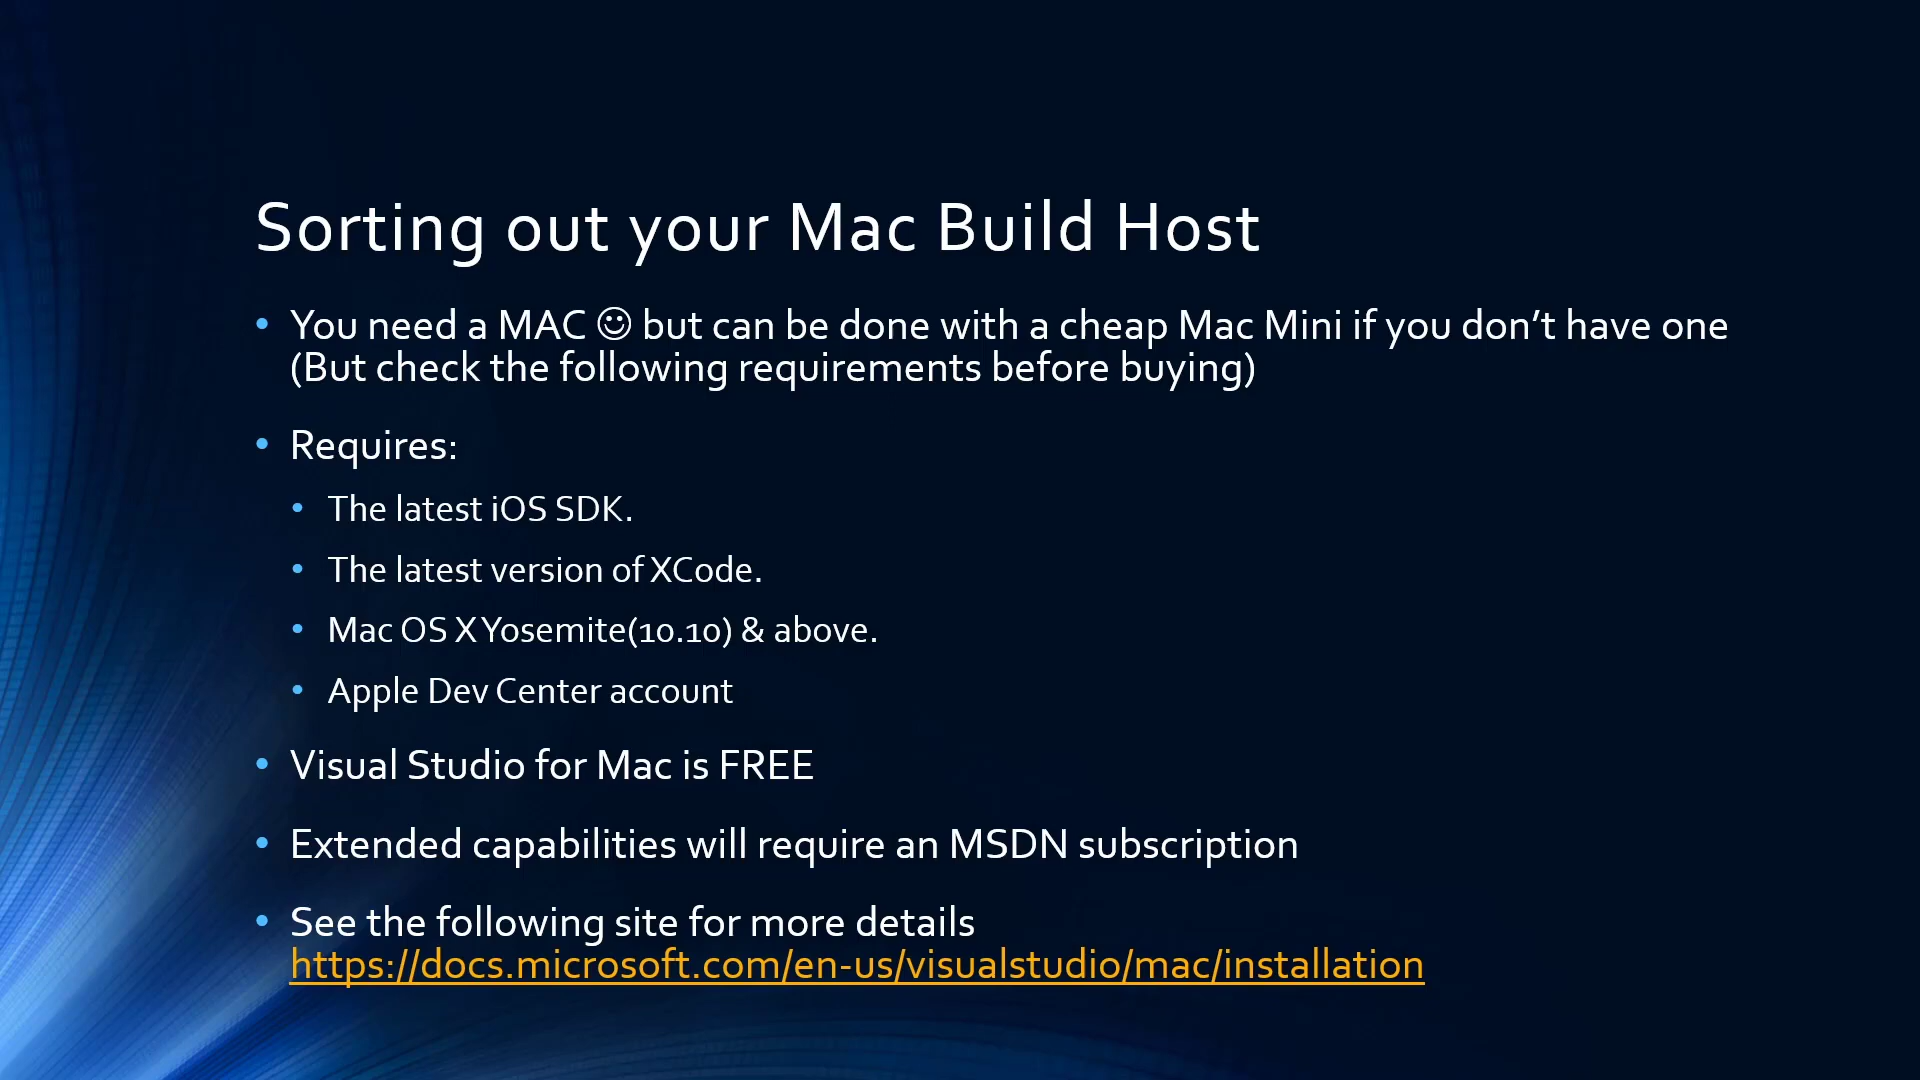 Sorting out your Mac Build Host
• You need a MAC ☺ but can be done with a cheap Mac Mini if you don’t have one
(But check the following requirements before buying)
• Requires:
• The latest iOS SDK.
• The latest version of XCode.
• Mac OS X Yosemite(10.10) & above.
• Apple Dev Center account
• Visual Studio for Mac is FREE
• Extended capabilities will require an MSDN subscription
• See the following site for more details
https://docs.microsoft.com/en-us/visualstudio/mac/installation